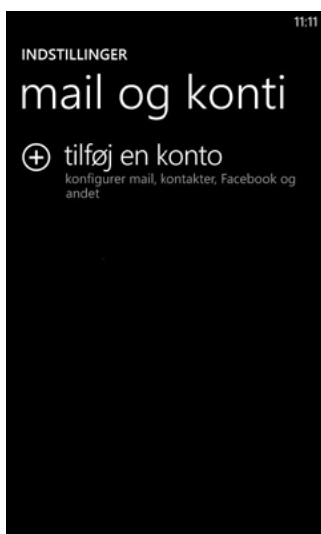 11:11
INDSTILLINGER
mail og konti
tilføj en konto
konfigurer mail, kontakter, Facebook og
andet